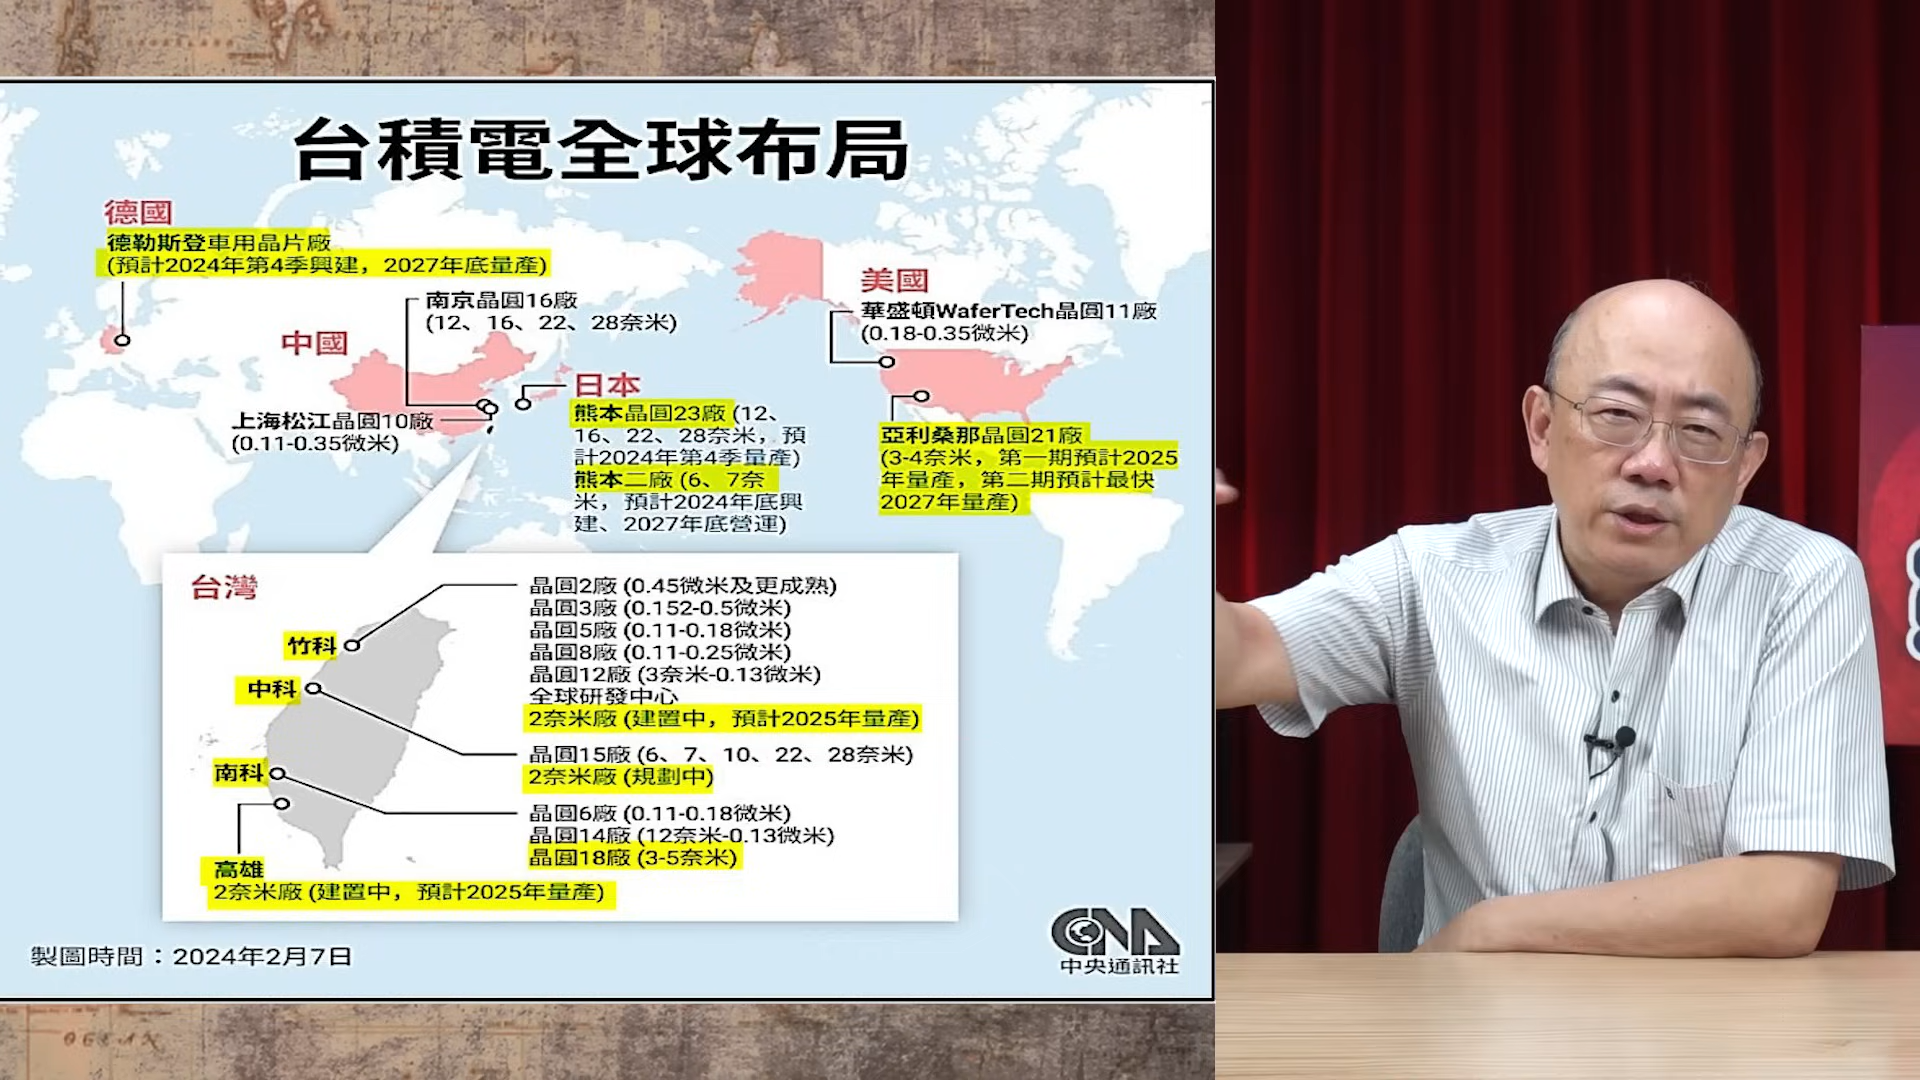 台積電全球布局
德國
德勒斯登車用晶片廠
(預計2024年第4季興建，2027年底量產)
南京晶圓16廠
(12、16、22、28奈米)
中國
上海松江晶圓10廠
(0.11-0.35微米)
日本
熊本晶圓23廠 (12、
16、22、28奈米，預
計2024年第4季量產)
熊本二廠 (6、7奈
米，預計2024年底興
建、2027年底營運)
美國
華盛頓WaferTech晶圓11廠
(0.18-0.35微米)
亞利桑那晶圓21廠
(3-4奈米，第一期預計2025
年量產，第二期預計最快
2027年量產)
台灣
竹科
晶圓2廠 (0.45微米及更成熟)
晶圓3廠 (0.152-0.5微米)
晶圓5廠 (0.11-0.18微米)
晶圓8廠 (0.11-0.25微米)
晶圓12廠 (3奈米-0.13微米)
全球研發中心
2奈米廠 (建置中，預計2025年量產)
中科
晶圓15廠 (6、7、10、22、28奈米)
2奈米廠 (規劃中)
南科
晶圓6廠 (0.11-0.18微米)
晶圓14廠 (12奈米-0.13微米)
晶圓18廠 (3-5奈米)
高雄
2奈米廠 (建置中，預計2025年量產)
製圖時間：2024年2月7日
CNA
中央通訊社